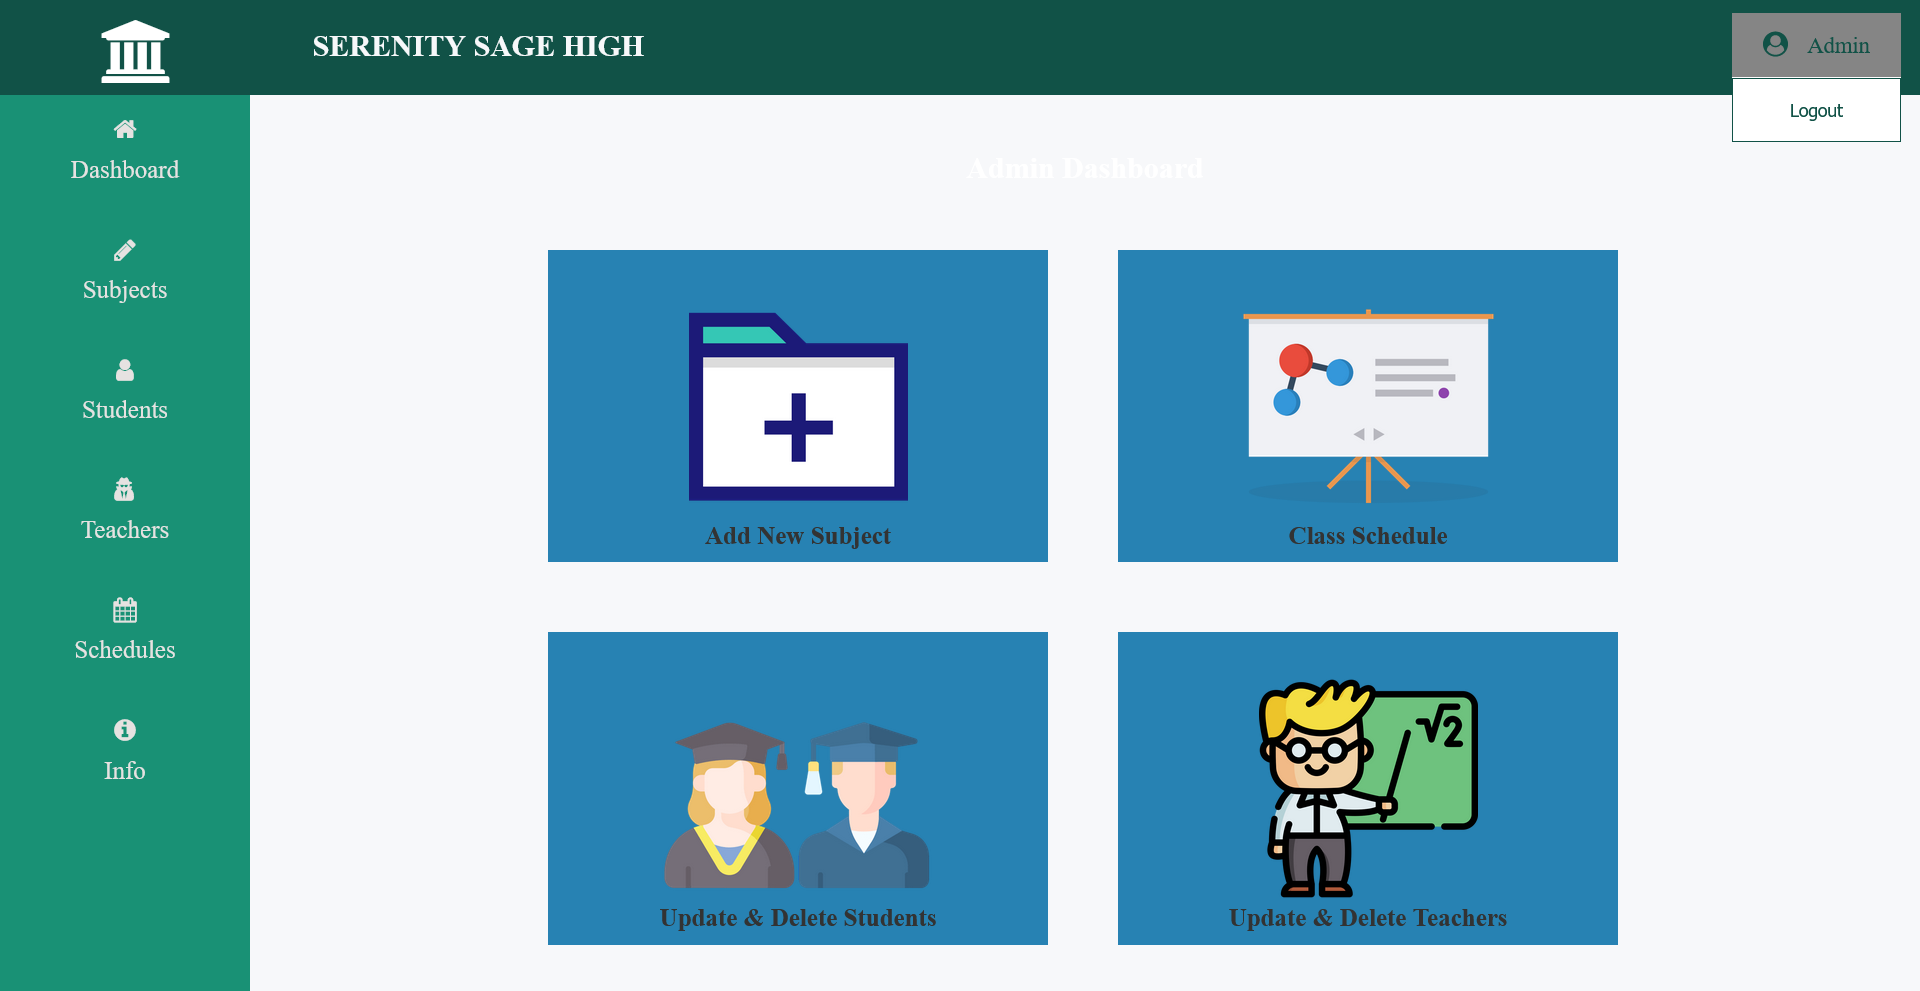 SERENITY SAGE HIGH
Admin
Logout
Dashboard
Subjects
Students
Teachers
Schedules
Info
Admin Dashboard
Add New Subject
Class Schedule
√2
Update & Delete Students
Update & Delete Teachers